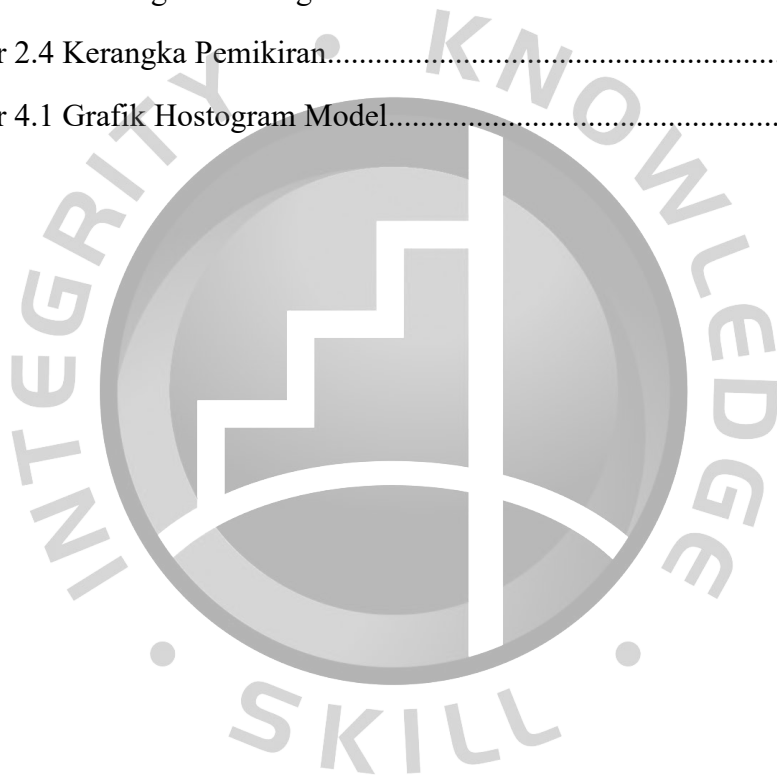 r 2.4 Kerangka Pemikiran........................................................
r 4.1 Grafik Hostogram Model.................................................
INTEGRITY • KNOWLEDGE • SKILL •